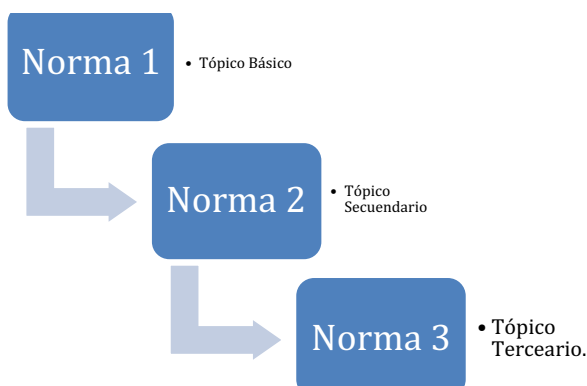 Norma 1
• Tópico Básico
Norma 2
• Tópico
Secuendario
Norma 3
• Tópico
Terceario.